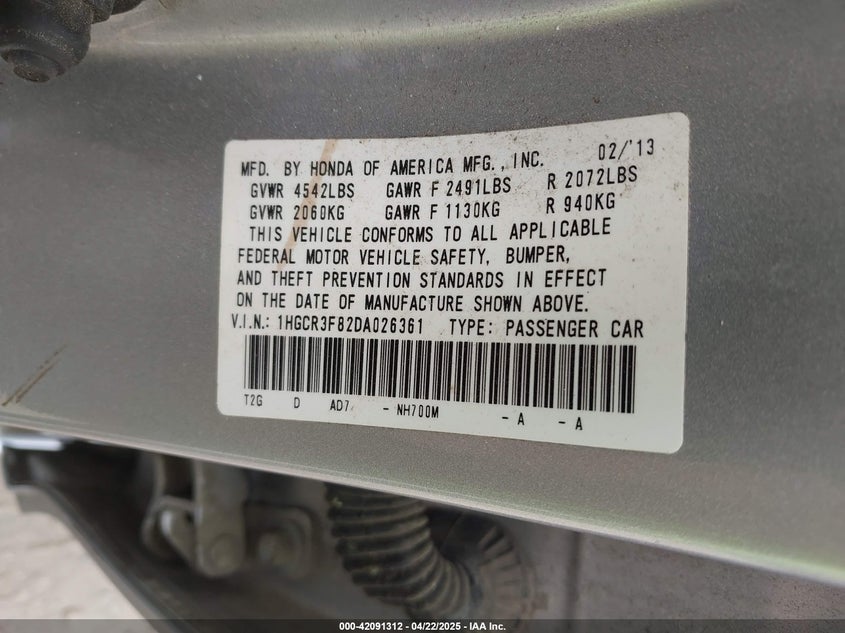 MFD. BY HONDA OF AMERICA MFG., INC. 02/'13
GVWR 4542LBS GAWR F 2491LBS R 2072LBS
GVWR 2060KG GAWR F 1130KG R 940KG
THIS VEHICLE CONFORMS TO ALL APPLICABLE
FEDERAL MOTOR VEHICLE SAFETY, BUMPER,
AND THEFT PREVENTION STANDARDS IN EFFECT
ON THE DATE OF MANUFACTURE SHOWN ABOVE.
V.I.N.: 1HGCR3F82DA026361 TYPE: PASSENGER CAR
T2G D AD7 - NH700M - A - A
000-42091312 - 04/22/2025 - IAA Inc.